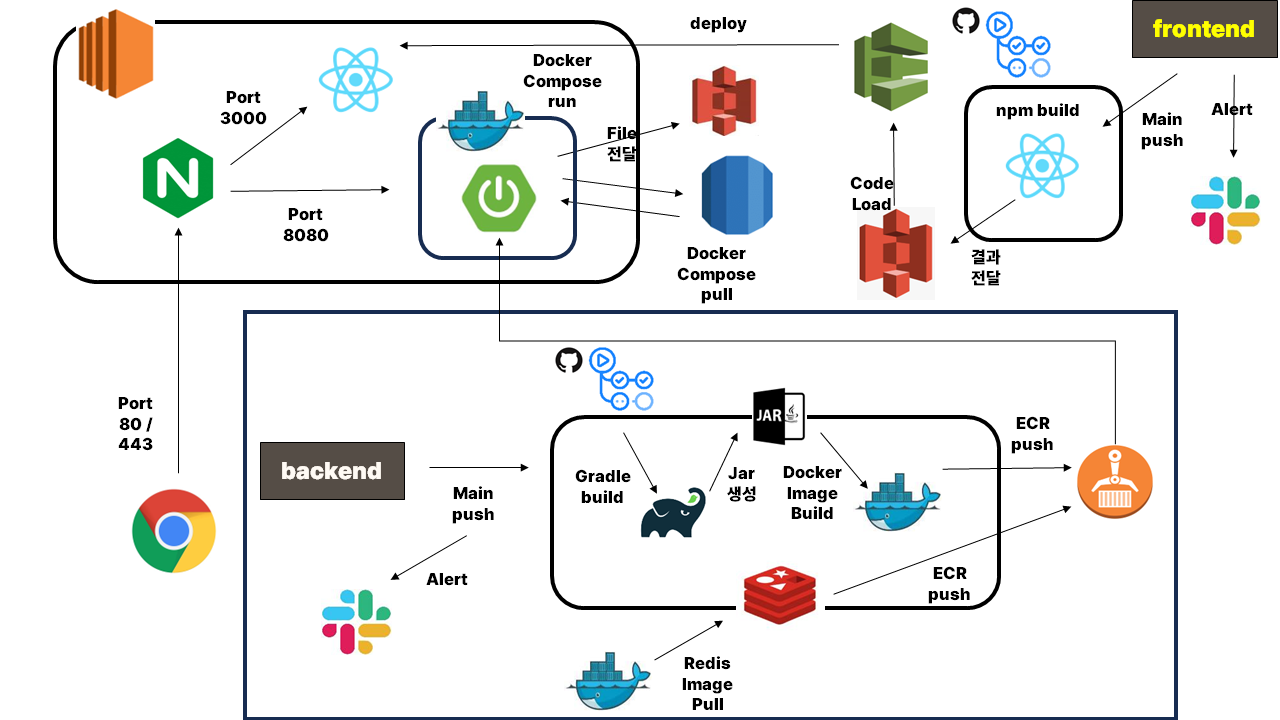 deploy
frontend
Docker
Compose
run
npm build
Port
3000
Main
push
Alert
File
전달
Code
Load
Port
8080
Docker
Compose
pull
결과
전달
Port
80 /
443
JAR
backend
Main
push
Gradle
build
Jar
생성
Docker
Image
Build
ECR
push
Alert
ECR
push
Redis
Image
Pull